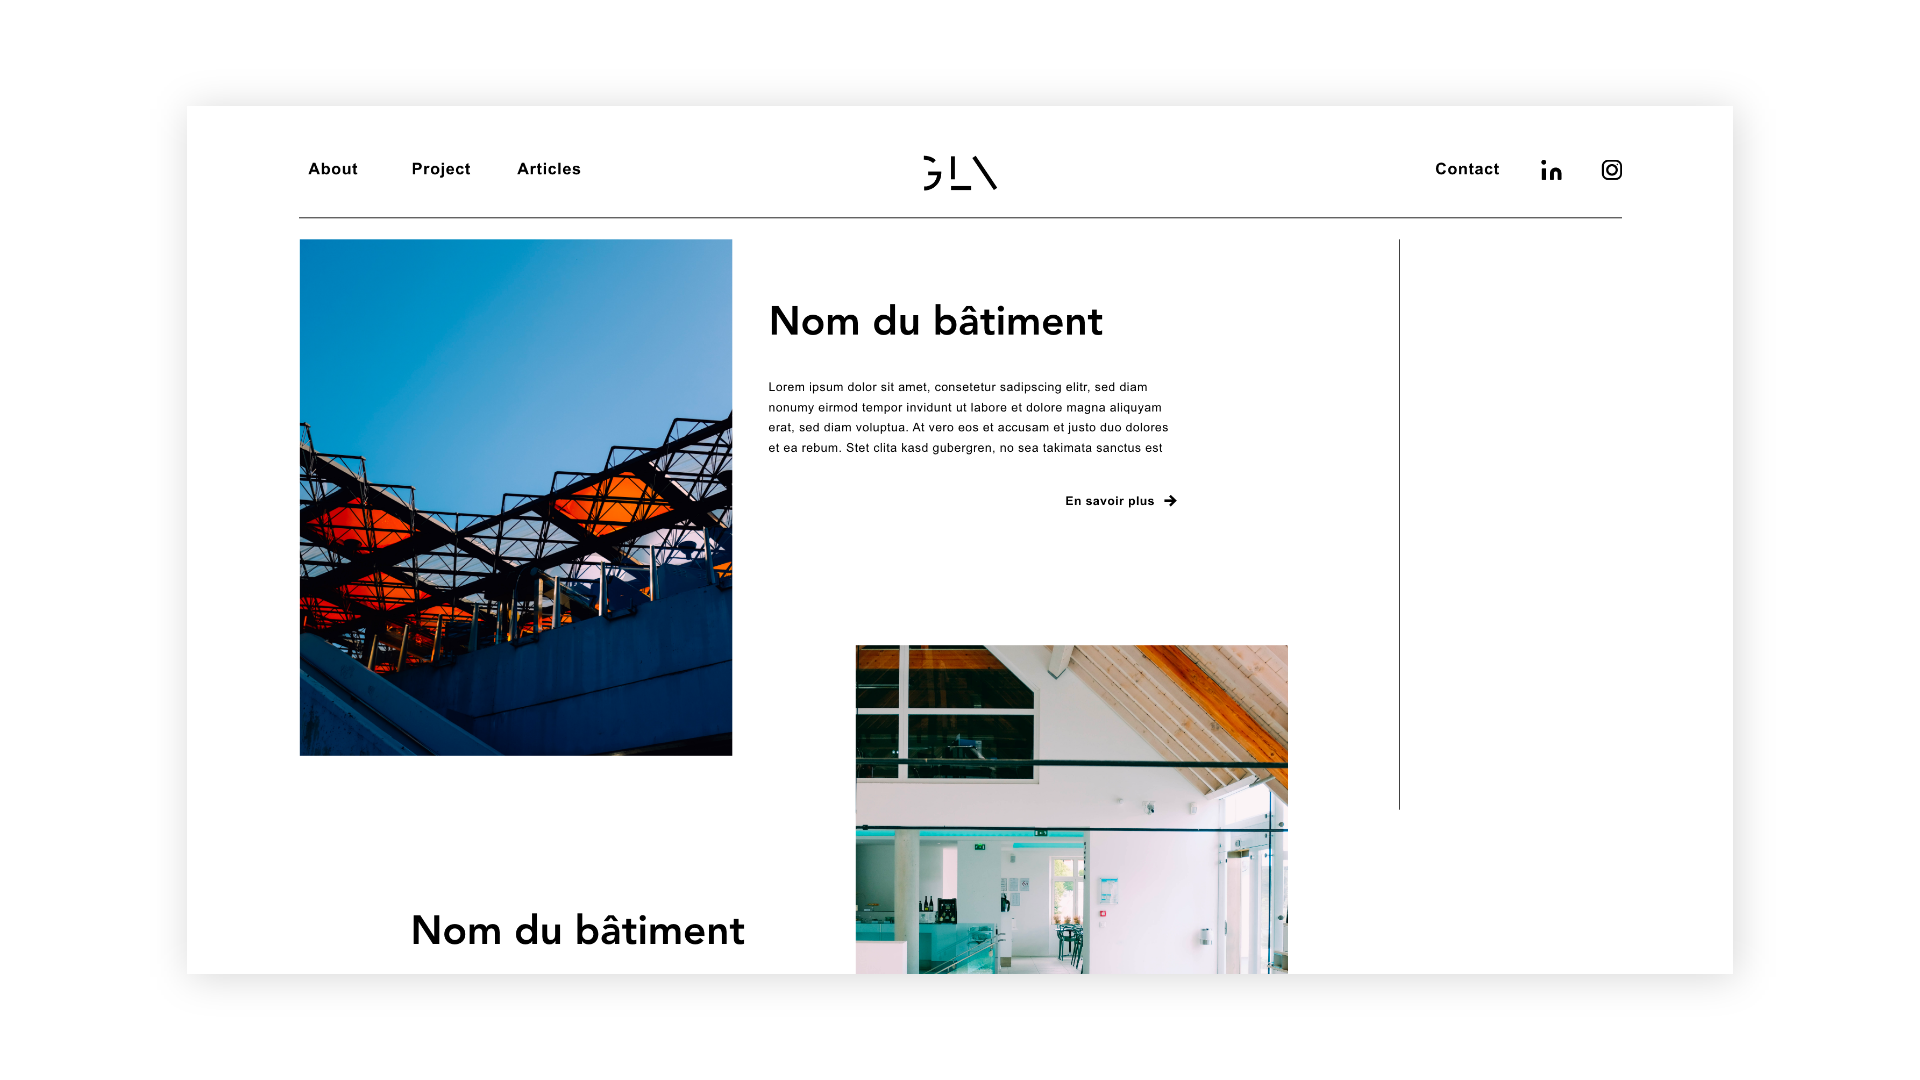 About
Project
Articles
GLA
Contact
in
Nom du bâtiment
Lorem ipsum dolor sit amet, consetetur sadipscing elitr, sed diam
nonumy eirmod tempor invidunt ut labore et dolore magna aliquyam
erat, sed diam voluptua. At vero eos et accusam et justo duo dolores
et ea rebum. Stet clita kasd gubergren, no sea takimata sanctus est
En savoir plus
Nom du bâtiment